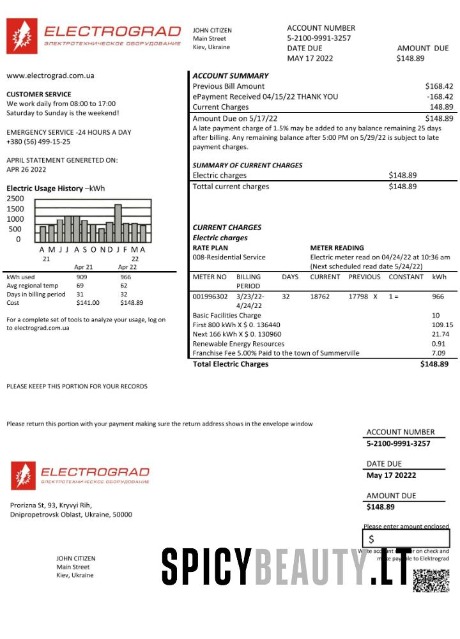 ELECTROGRAD
ЭЛЕКТРОТЕХНИЧЕСКОЕ ОБОРУДОВАНИЕ
JOHN CITIZEN
Main Street
Kiev, Ukraine
ACCOUNT NUMBER
5-2100-9991-3257
DATE DUE AMOUNT DUE
MAY 17 2022 $148.89
www.electrograd.com.ua
CUSTOMER SERVICE
We work daily from 08:00 to 17:00
Saturday to Sunday is the weekend!
EMERGENCY SERVICE -24 HOURS A DAY
+380 (56) 499-15-25
APRIL STATEMENT GENERETED ON:
APR 26 2022
Electric Usage History –kWh
2500
1500
1000
500
0
A M J J A S O N D J F M A
21 22
Apr 21 Apr 22
kWh used 909 966
Avg regional temp 69 62
Days in billing period 31 32
Cost $141.00 $148.89
For a complete set of tools to analyze your usage, log on
to electrograd.com.ua
ACCOUNT SUMMARY
Previous Bill Amount $168.42
ePayment Received 04/15/22 THANK YOU -168.42
Current Charges 148.89
Amount Due on 5/17/22 $148.89
A late payment charge of 1.5% may be added to any balance remaining 25 days
after billing. Any remaining balance after 5:00 PM on 5/29/22 is subject to late
payment charges.
SUMMARY OF CURRENT CHARGES
Electric charges $148.89
Tottal current charges $148.89
CURRENT CHARGES
Electric charges
RATE PLAN METER READING
008-Residential Service Electric meter read on 04/24/22 at 10:36 am
(Next scheduled read date 5/24/22)
METER NO BILLING DAYS CURRENT PREVIOUS CONSTANT kWh
PERIOD
001996302 3/23/22- 32 18762 17798 X 1 = 966
4/24/22
Basic Facilities Charge 10
First 800 kWh X $ 0. 136440 109.15
Next 166 kWh X $ 0. 130960 21.74
Renewable Energy Resources 0.91
Franchise Fee 5.00% Paid to the town of Summerville 7.09
Total Electric Charges $148.89
PLEASE KEEEP THIS PORTION FOR YOUR RECORDS
Please return this portion with your payment making sure the return address shows in the envelope window
ACCOUNT NUMBER
5-2100-9991-3257
DATE DUE
May 17 20222
AMOUNT DUE
$148.89
Please enter amount enclosed
$
ELECTROGRAD
ЭЛЕКТРОТЕХНИЧЕСКОЕ ОБОРУДОВАНИЕ
Prorizna St, 93, Kryvyi Rih,
Dnipropetrovsk Oblast, Ukraine, 50000
JOHN CITIZEN
Main Street
Kiev, Ukraine
on check and
to Elektrograd
SPICYBEAUTY.LT